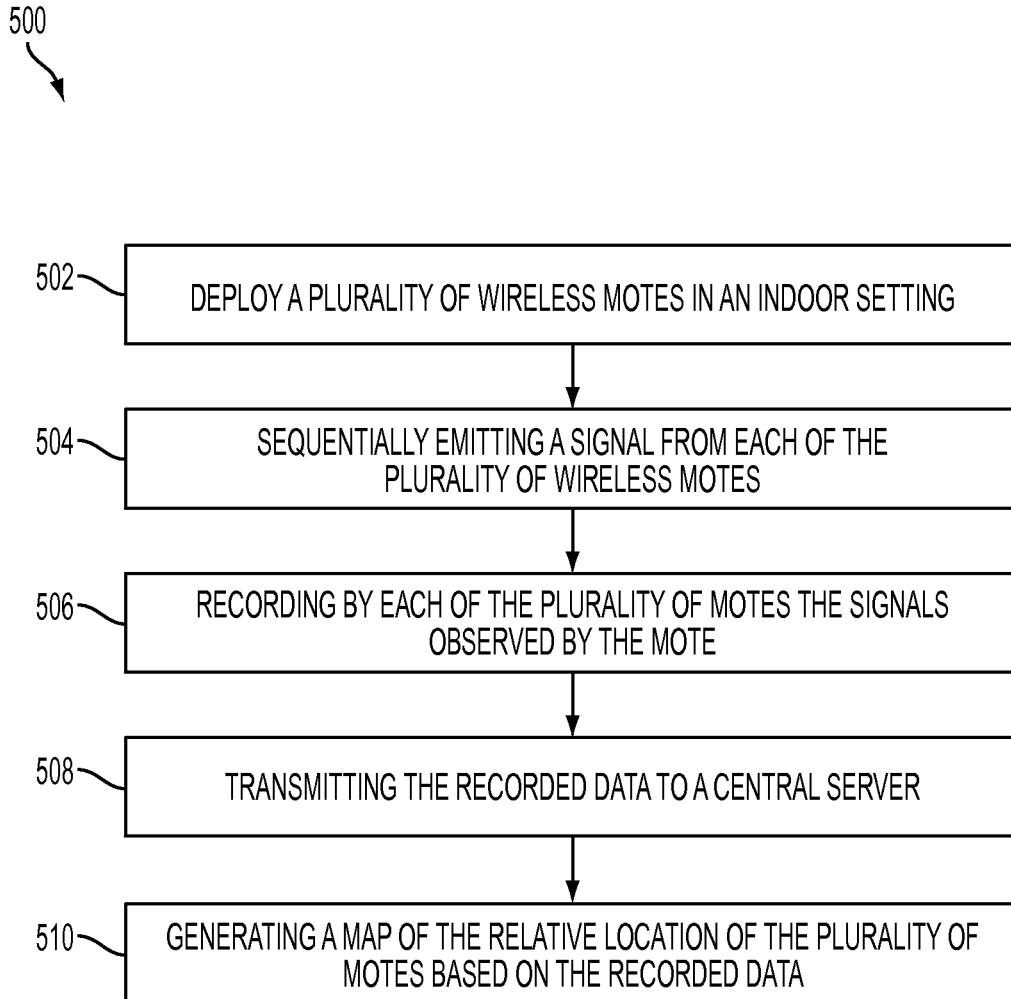 500
502
DEPLOY A PLURALITY OF WIRELESS MOTES IN AN INDOOR SETTING
504
SEQUENTIALLY EMITTING A SIGNAL FROM EACH OF THE
PLURALITY OF WIRELESS MOTES
506
RECORDING BY EACH OF THE PLURALITY OF MOTES THE SIGNALS
OBSERVED BY THE MOTE
508
TRANSMITTING THE RECORDED DATA TO A CENTRAL SERVER
510
GENERATING A MAP OF THE RELATIVE LOCATION OF THE PLURALITY OF
MOTES BASED ON THE RECORDED DATA